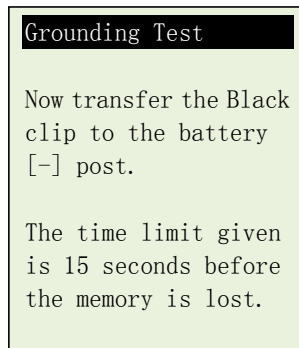 Grounding Test
Now transfer the Black
clip to the battery
[-] post.
The time limit given
is 15 seconds before
the memory is lost.